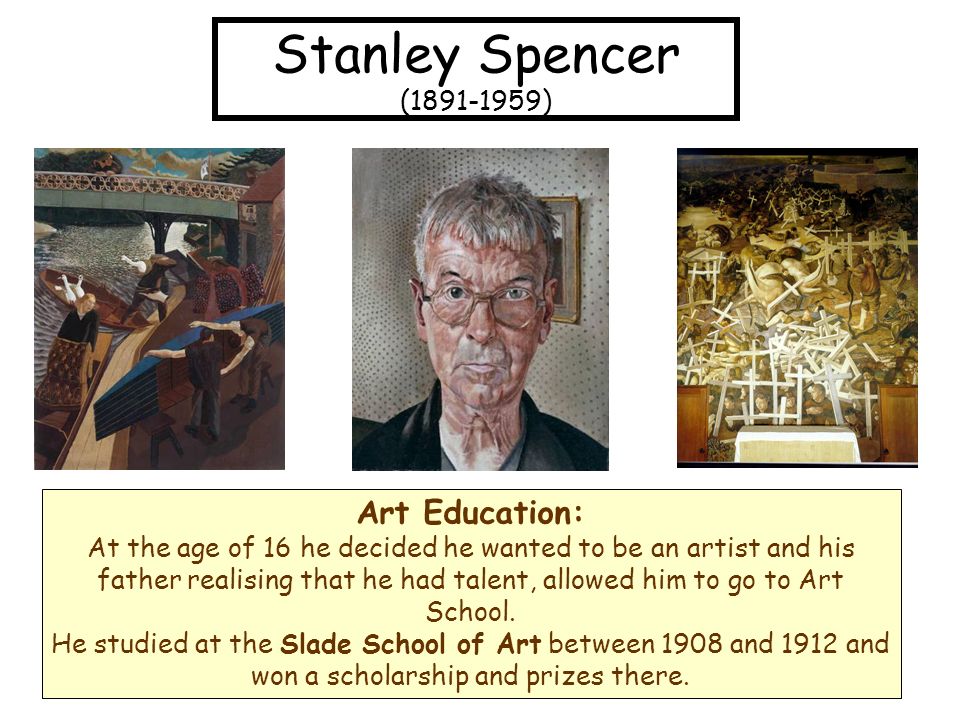 Stanley Spencer
(1891-1959)
Art Education:
At the age of 16 he decided he wanted to be an artist and his
father realising that he had talent, allowed him to go to Art
School.
He studied at the Slade School of Art between 1908 and 1912 and
won a scholarship and prizes there.